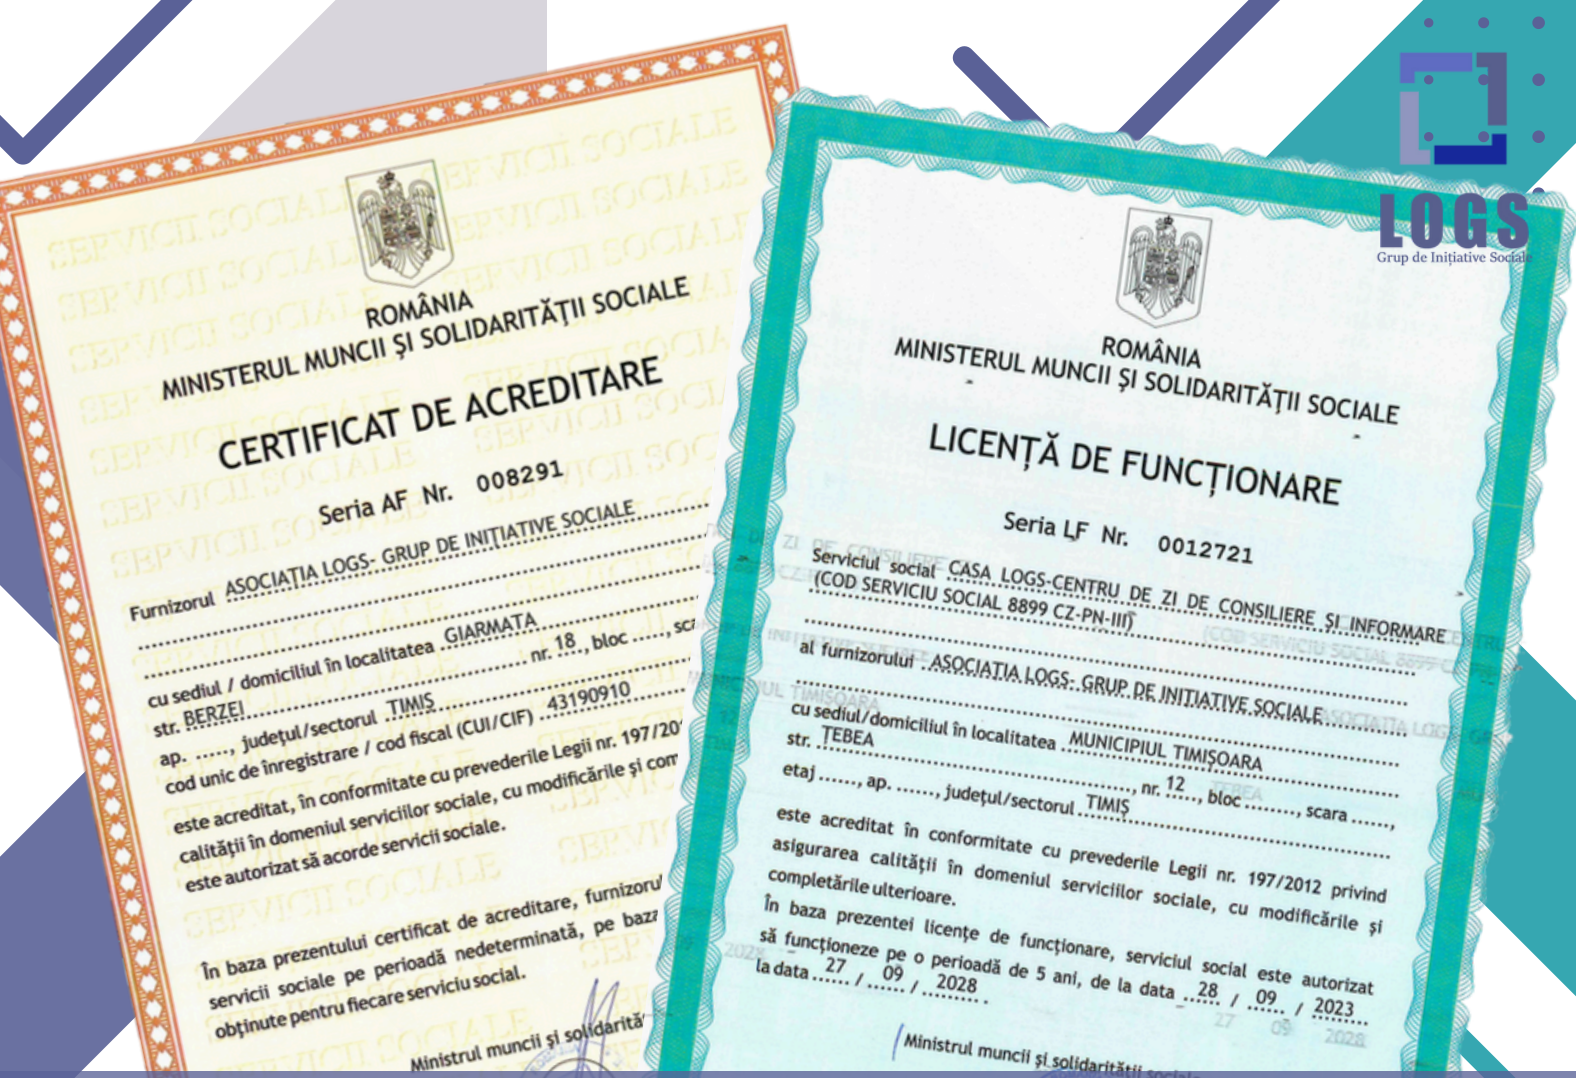 ROMÂNIA
MINISTERUL MUNCII ŞI SOLIDARITĂŢII SOCIALE
CERTIFICAT DE ACREDITARE
Seria AF Nr. 008291
Furnizorul ASOCIAŢIA LOGS- GRUP DE INIŢIATIVE SOCIALE
cu sediul / domiciliul în localitatea GIARMATA
str. BERZEI nr. 18, bloc ....., sca
ap. ......, judeţul/sectorul TIMIŞ
cod unic de înregistrare / cod fiscal (CUI/CIF) 43190910
este acreditat, în conformitate cu prevederile Legii nr. 197/20
calităţii în domeniul serviciilor sociale, cu modificările şi com
este autorizat să acorde servicii sociale.
În baza prezentului certificat de acreditare, furnizorul
servicii sociale pe perioadă nedeterminată, pe baza
obţinute pentru fiecare serviciu social.
Ministrul muncii şi solidarită
LOGS
Grup de Iniţiative Sociale
ROMÂNIA
MINISTERUL MUNCII ŞI SOLIDARITĂŢII SOCIALE
LICENŢĂ DE FUNCŢIONARE
Seria LF Nr. 0012721
Serviciul social CASA LOGS-CENTRU DE ZI DE CONSILIERE ŞI INFORMARE
(COD SERVICIU SOCIAL 8899 CZ-PN-III)
al furnizorului ASOCIATIA LOGS- GRUP DE INITIATIVE SOCIALE
cu sediul/domiciliul în localitatea MUNICIPIUL TIMIŞOARA
str. ŢEBEA
nr. 12, bloc ........, scara ......,
etaj ......, ap. ......, judeţul/sectorul TIMIŞ
este acreditat în conformitate cu prevederile Legii nr. 197/2012 privind
asigurarea calităţii în domeniul serviciilor sociale, cu modificările şi
completările ulterioare.
În baza prezentei licenţe de funcţionare, serviciul social este autorizat
să funcţioneze pe o perioadă de 5 ani, de la data 28 / 09 / 2023
la data 27 / 09 / 2028.
Ministrul muncii şi solidarităţii sociale